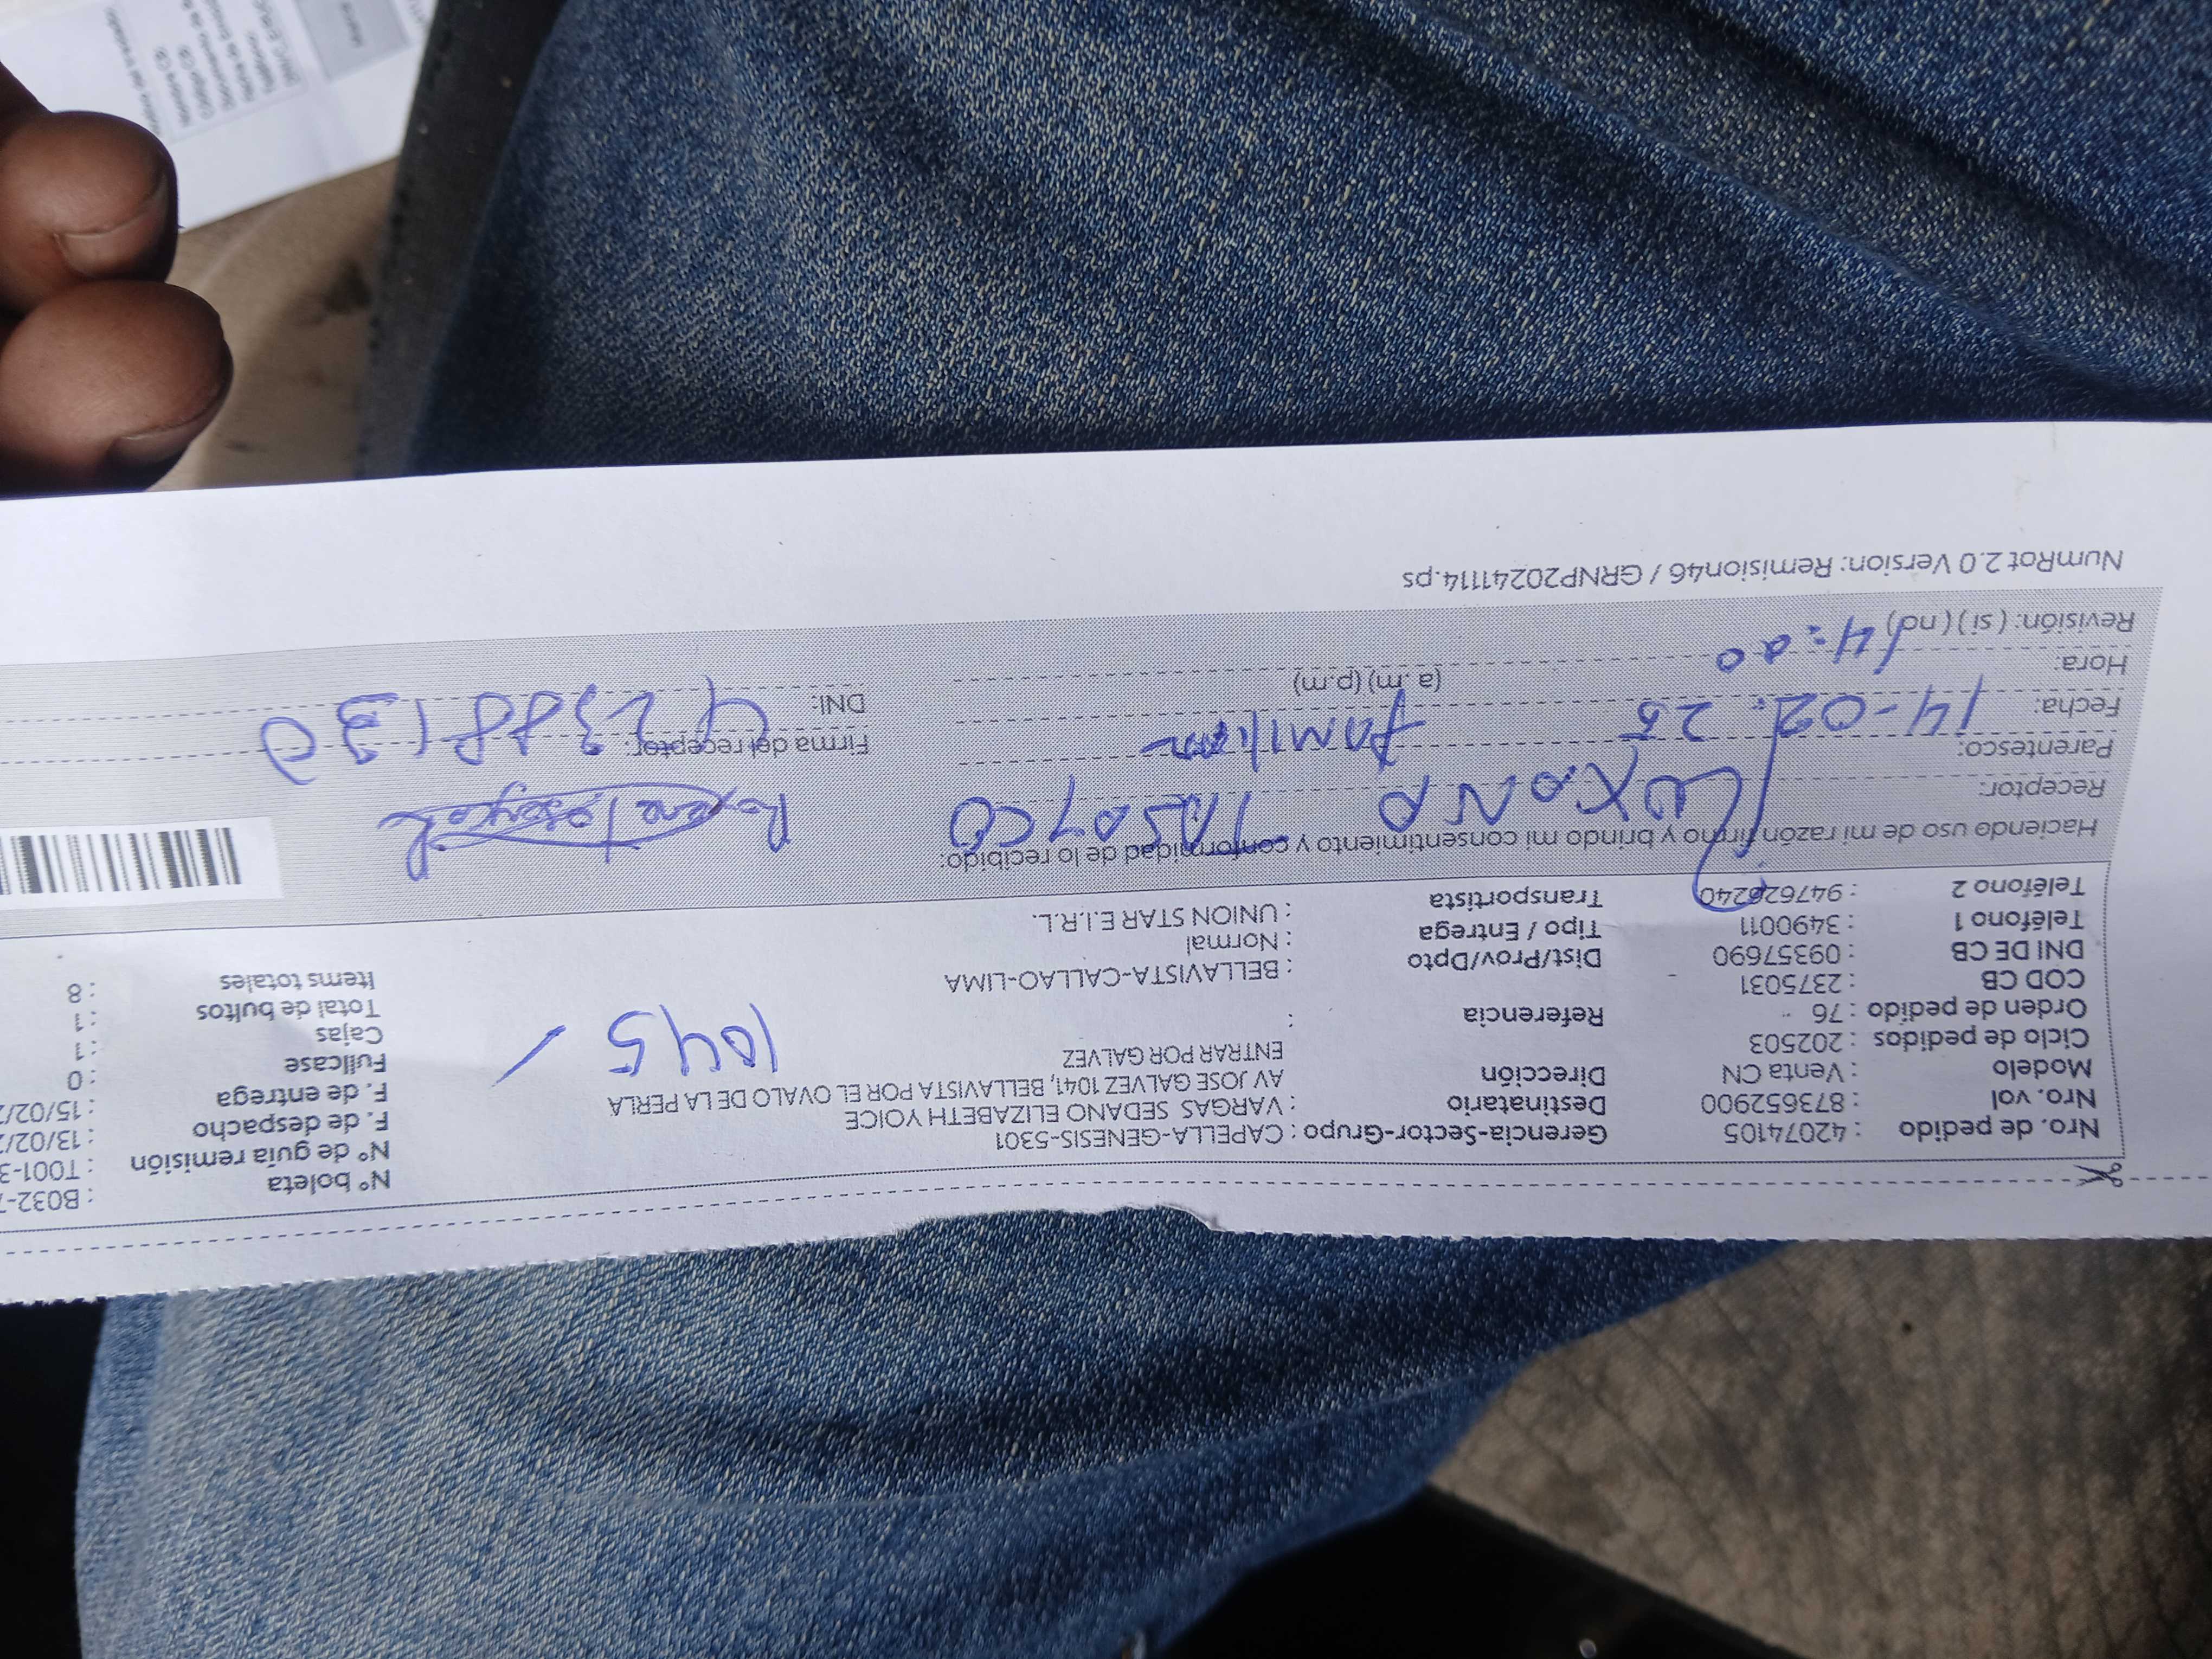 Nro. de pedido : 42074105
Nro. vol : 873652900
Modelo : Venta CN
Ciclo de pedidos : 202503
Orden de pedido : 76
COD CB : 2375031
DNI DE CB : 09357690
Teléfono 1 : 3490011
Teléfono 2 : 947626240
Gerencia-Sector-Grupo : CAPELLA-GENESIS-5301
Destinatario : VARGAS SEDANO ELIZABETH YOICE
Dirección AV JOSE GALVEZ 1041, BELLAVISTA POR EL OVALO DE LA PERLA
ENTRAR POR GALVEZ
1045
Referencia :
Dist/Prov/Dpto : BELLAVISTA-CALLAO-LIMA
Tipo / Entrega : Normal
Transportista : UNION STAR E.I.R.L.
N° boleta : B032-
N° de guía remisión : T001-3
F. de despacho : 13/02/2
F. de entrega : 15/02/2
Fullcase : 0
Cajas : 1
Total de bultos : 1
Items totales : 8
Haciendo uso de mi razón firmo y brindo mi consentimiento y conformidad de lo recibido:
Receptor:
Parentesco:
Fecha: 14-02-25
Hora: 14:00 (a. m) (p.m)
Revisión: (si) (no)
Firma del receptor:
DNI: 42388130
NumRot 2.0 Version: Remision46 / GRNP20241114.ps